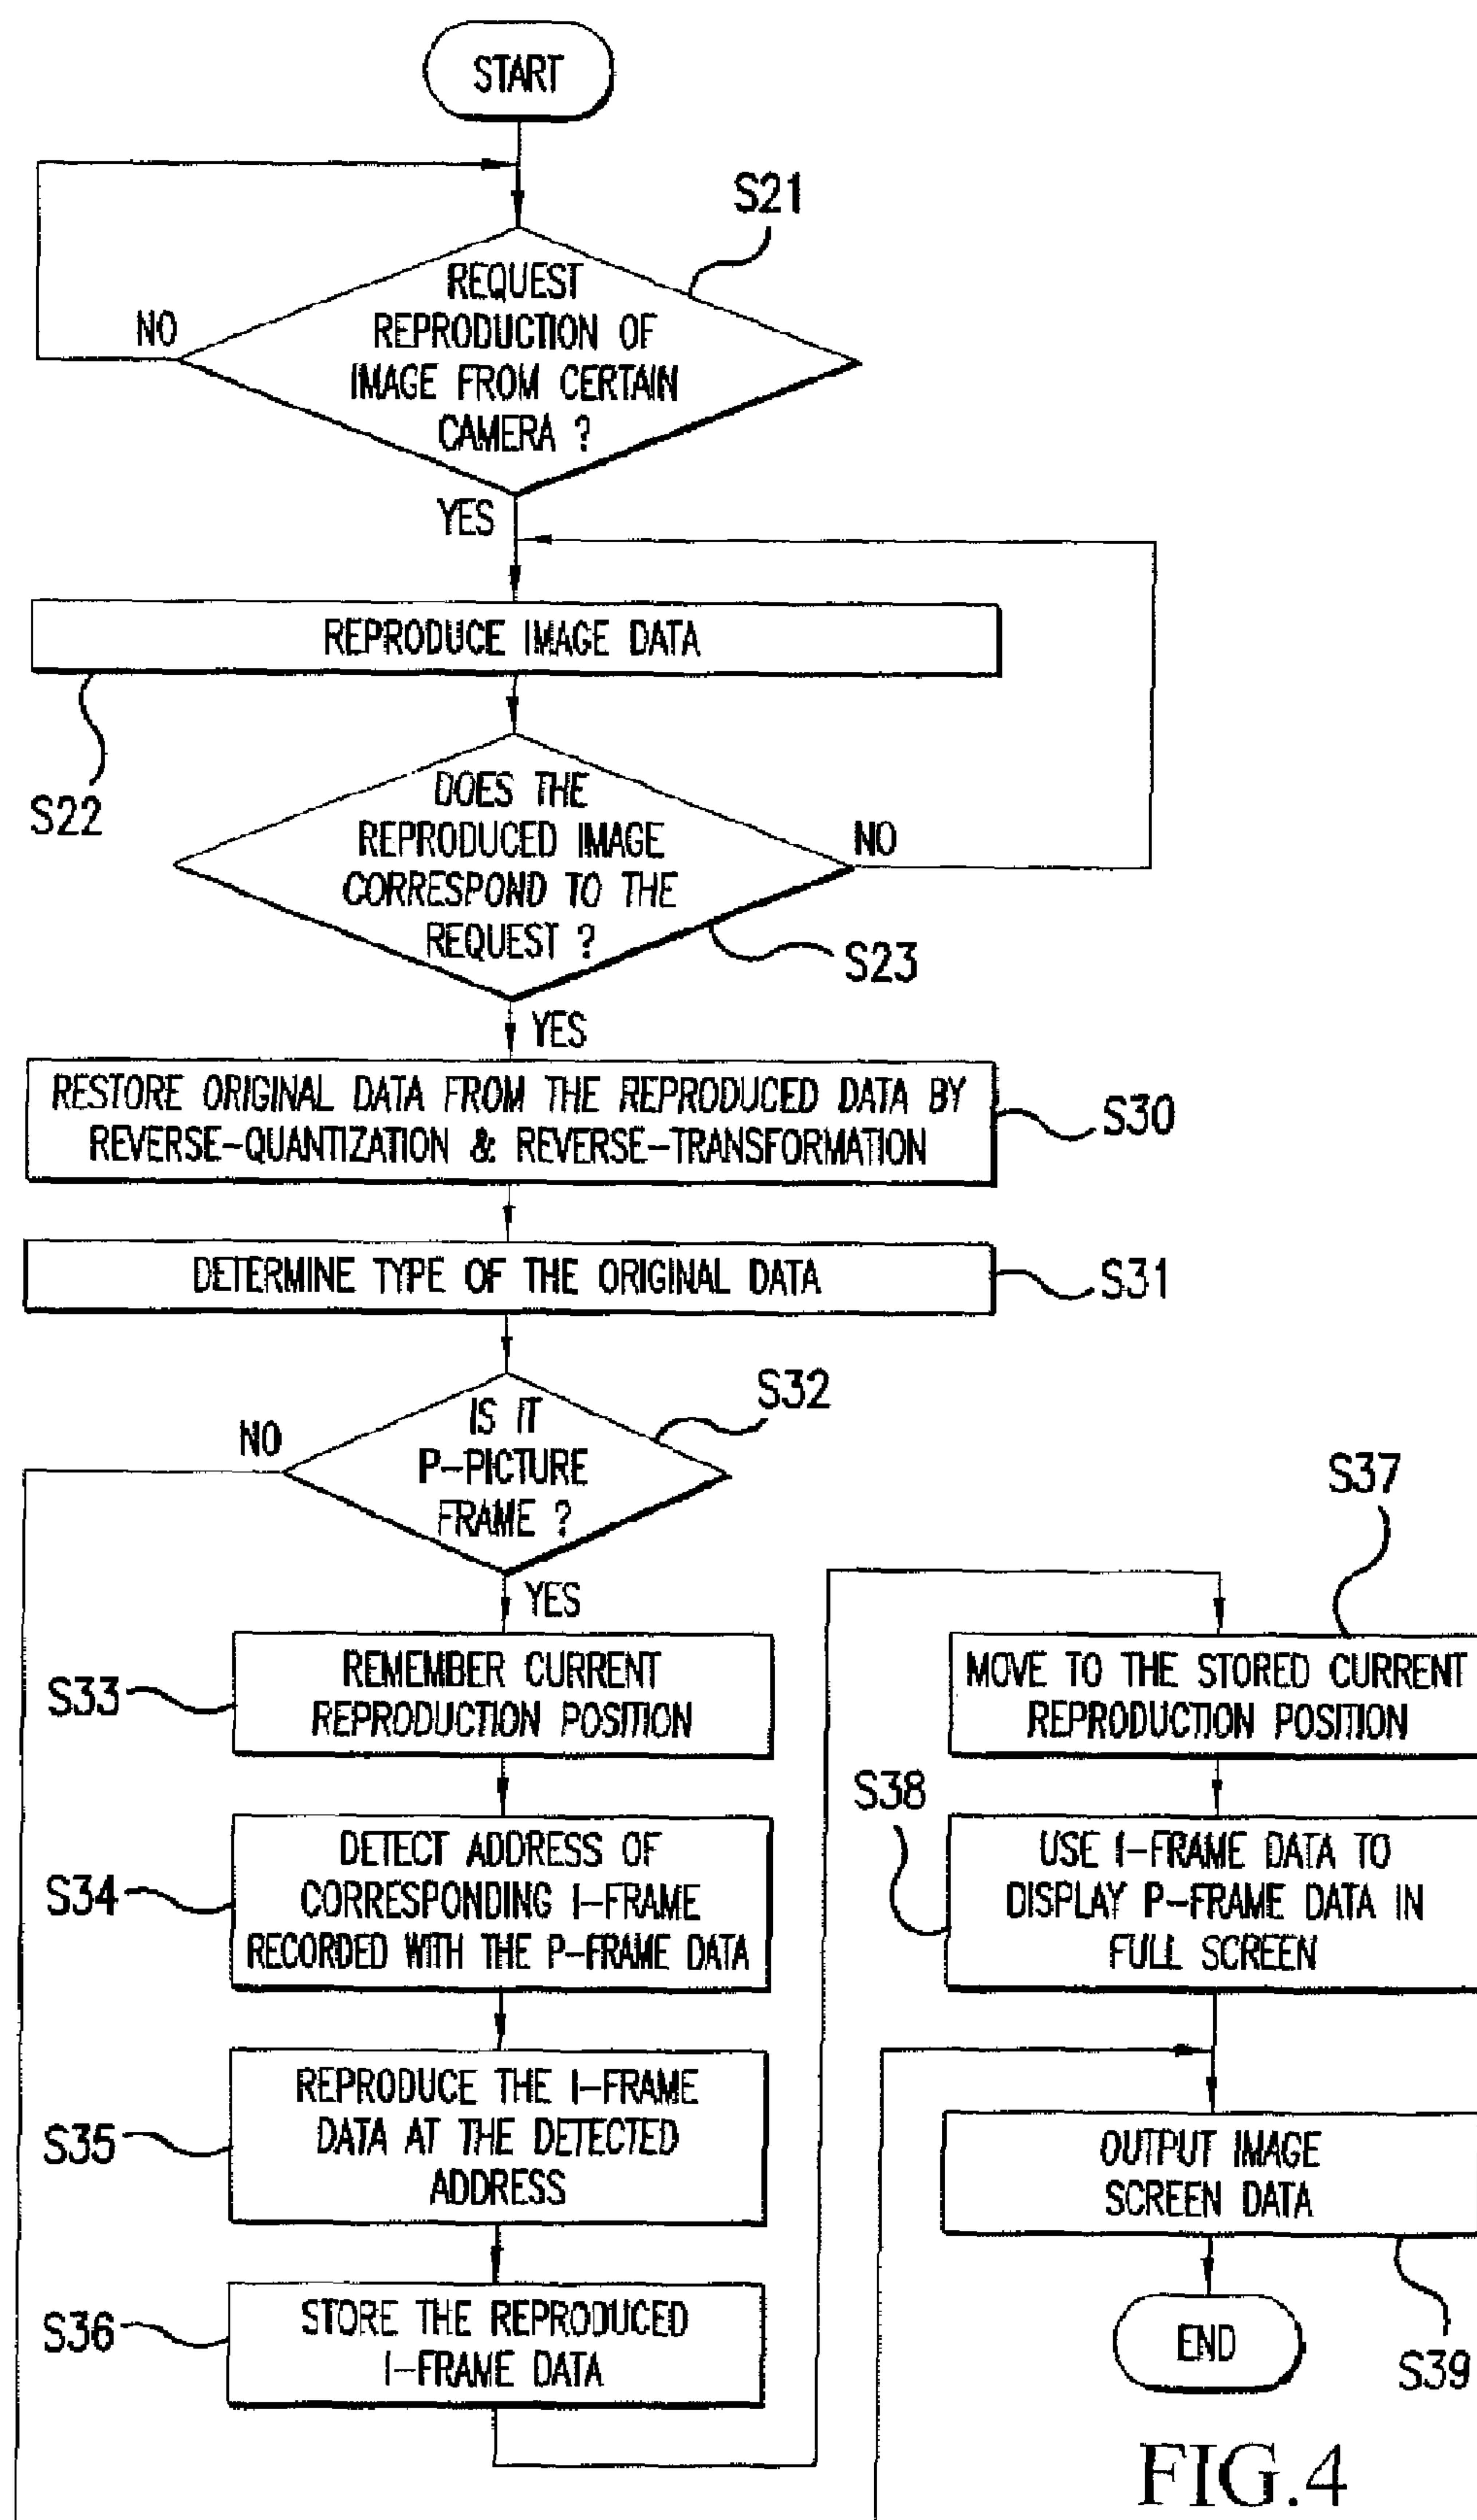 START
S21
REQUEST
REPRODUCTION OF
IMAGE FROM CERTAIN
CAMERA ?
NO
YES
REPRODUCE IMAGE DATA
S22
DOES THE
REPRODUCED IMAGE
CORRESPOND TO THE
REQUEST ?
NO
S23
YES
RESTORE ORIGINAL DATA FROM THE REPRODUCED DATA BY
REVERSE-QUANTIZATION & REVERSE-TRANSFORMATION
S30
DETERMINE TYPE OF THE ORIGINAL DATA
S31
S32
IS IT
P-PICTURE
FRAME ?
NO
YES
S33
REMEMBER CURRENT
REPRODUCTION POSITION
S34
DETECT ADDRESS OF
CORRESPONDING I-FRAME
RECORDED WITH THE P-FRAME DATA
S35
REPRODUCE THE I-FRAME
DATA AT THE DETECTED
ADDRESS
S36
STORE THE REPRODUCED
I-FRAME DATA
S37
MOVE TO THE STORED CURRENT
REPRODUCTION POSITION
S38
USE I-FRAME DATA TO
DISPLAY P-FRAME DATA IN
FULL SCREEN
OUTPUT IMAGE
SCREEN DATA
S39
END
FIG.4